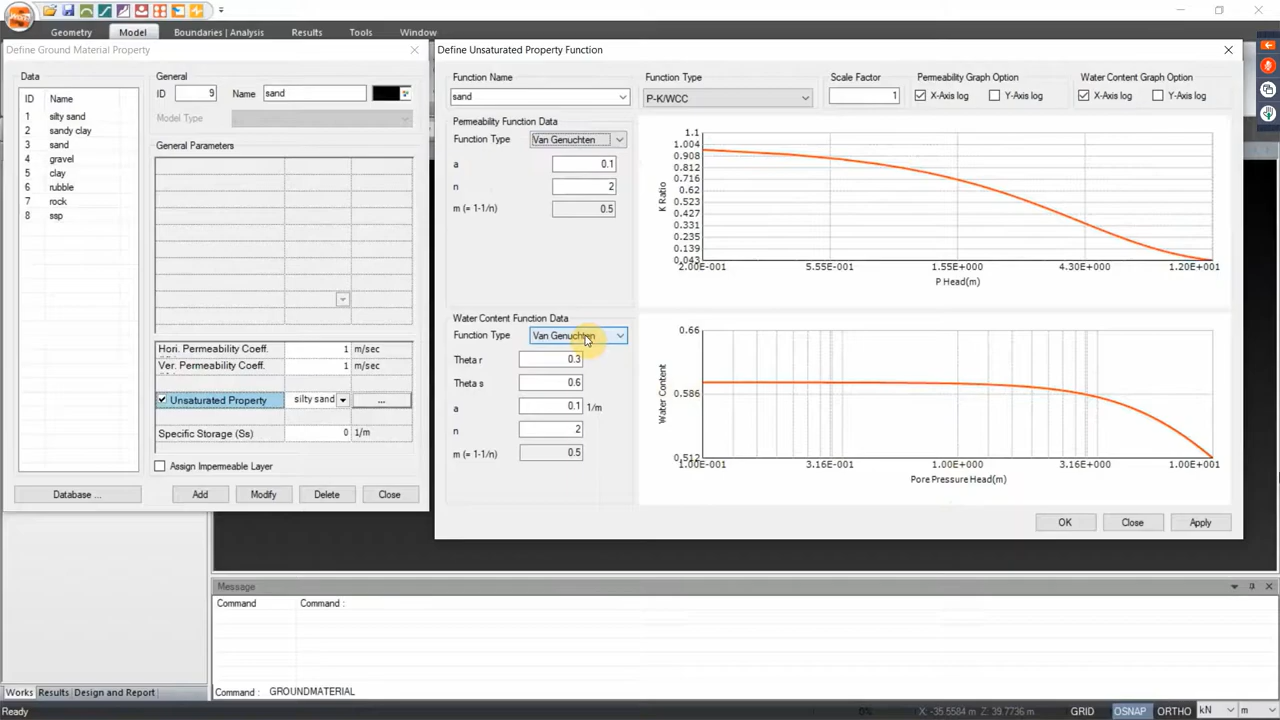 Geometry Model Boundaries | Analysis Results Tools Window
Define Ground Material Property
Define Unsaturated Property Function
Data
ID Name
1 silty sand
2 sandy clay
3 sand
4 gravel
5 clay
6 rubble
7 rock
8 ssp
General
ID 9 Name sand
Model Type
General Parameters
Hori. Permeability Coeff. 1 m/sec
Ver. Permeability Coeff. 1 m/sec
Unsaturated Property silty sand ...
Specific Storage (Ss) 0 1/m
Assign Impermeable Layer
Database ... Add Modify Delete Close
Function Name Function Type Scale Factor Permeability Graph Option Water Content Graph Option
sand P-K/WCC 1 X-Axis log Y-Axis log X-Axis log Y-Axis log
Permeability Function Data
Function Type Van Genuchten
a 0.1
n 2
m (= 1-1/n) 0.5
K Ratio
1.1
1.004
0.908
0.812
0.716
0.62
0.523
0.427
0.331
0.235
0.139
0.043
2.00E-001 5.55E-001 1.55E+000 4.30E+000 1.20E+001
P Head(m)
Water Content Function Data
Function Type Van Genuchten
Theta r 0.3
Theta s 0.6
a 0.1 1/m
n 2
m (= 1-1/n) 0.5
Water Content
0.66
0.586
0.512
1.00E-001 3.16E-001 1.00E+000 3.16E+000 1.00E+001
Pore Pressure Head(m)
OK Close Apply
Message
Command Command :
Works Results Design and Report Command : GROUNDMATERIAL
Ready 0% X: -35.5584 Z: 39.7736 m GRID OSNAP ORTHO kN m